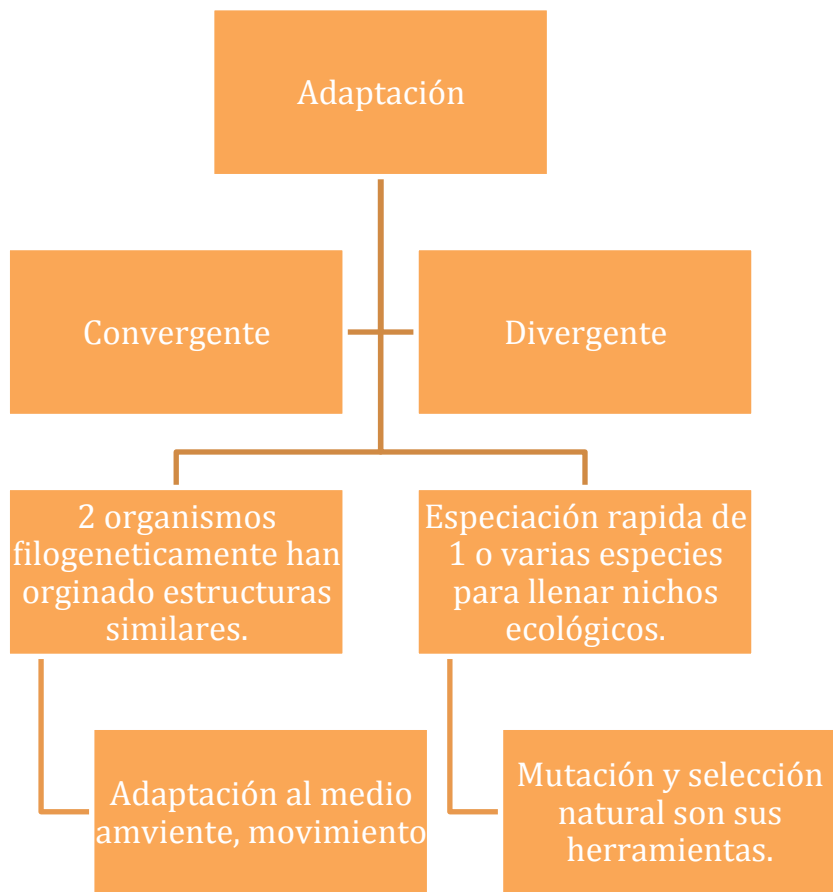 Adaptación
Convergente
Divergente
2 organismos
filogeneticamente han
orginado estructuras
similares.
Especiación rapida de
1 o varias especies
para llenar nichos
ecológicos.
Adaptación al medio
amviente, movimiento
Mutación y selección
natural son sus
herramientas.